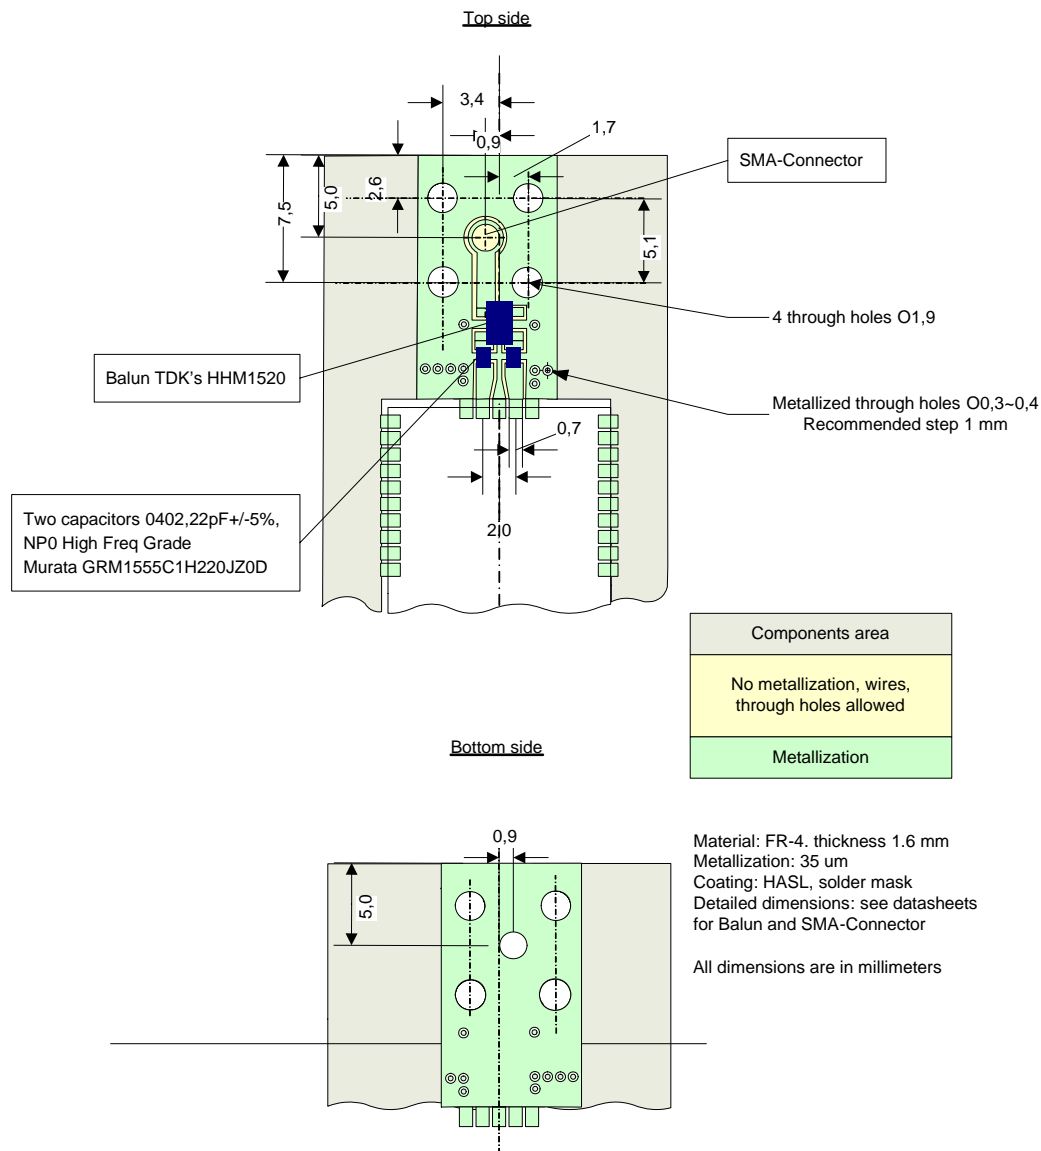 Top side
3,4
0,9
1,7
SMA-Connector
7,5
5,0
2,6
5,1
4 through holes O1,9
Balun TDK's HHM1520
Metallized through holes O0,3~0,4
Recommended step 1 mm
0,7
Two capacitors 0402,22pF+/-5%,
NP0 High Freq Grade
Murata GRM1555C1H220JZ0D
2,0
Components area
No metallization, wires,
through holes allowed
Metallization
Bottom side
0,9
5,0
Material: FR-4. thickness 1.6 mm
Metallization: 35 um
Coating: HASL, solder mask
Detailed dimensions: see datasheets
for Balun and SMA-Connector
All dimensions are in millimeters